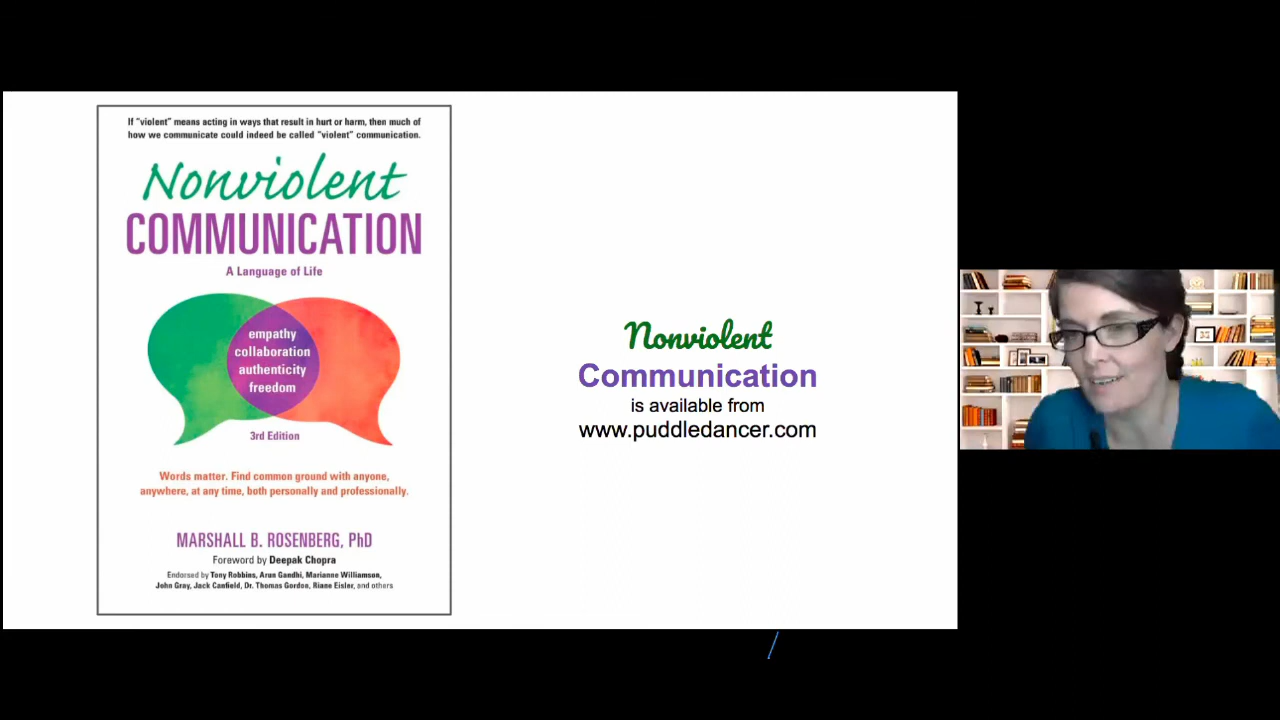 If "violent" means acting in ways that result in hurt or harm, then much of
how we communicate could indeed be called "violent" communication.
Nonviolent
COMMUNICATION
A Language of Life
empathy
collaboration
authenticity
freedom
3rd Edition
Words matter. Find common ground with anyone,
anywhere, at any time, both personally and professionally.
MARSHALL B. ROSENBERG, PhD
Foreword by Deepak Chopra
Endorsed by Tony Robbins, Arun Gandhi, Marianne Williamson,
John Gray, Jack Canfield, Dr. Thomas Gordon, Riane Eisler, and others
Nonviolent
Communication
is available from
www.puddledancer.com